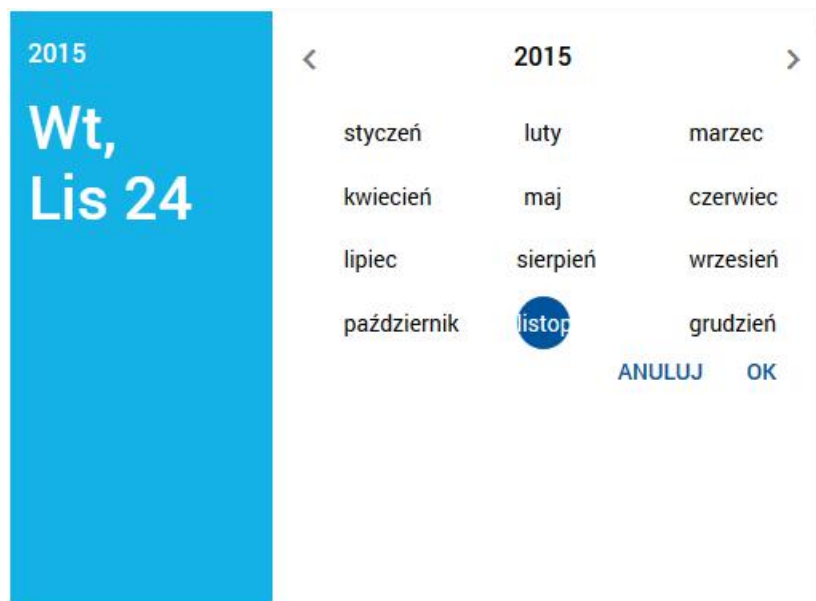 2015
Wt,
Lis 24
2015
styczeń luty marzec
kwiecień maj czerwiec
lipiec sierpień wrzesień
październik listop grudzień
ANULUJ OK